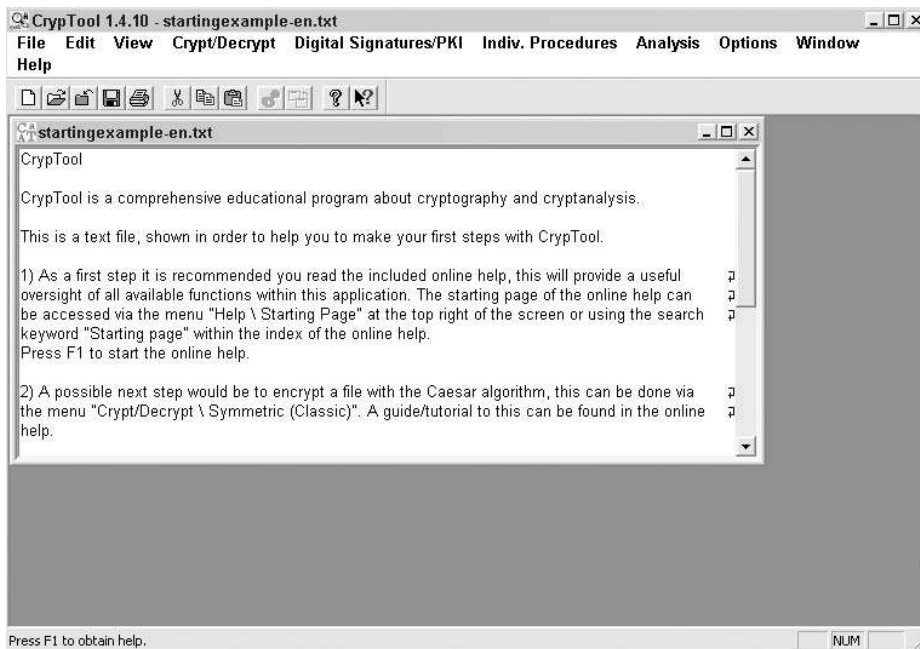 CrypTool 1.4.10 - startingexample-en.txt
File Edit View Crypt/Decrypt Digital Signatures/PKI Indiv. Procedures Analysis Options Window
Help
startingexample-en.txt
CrypTool
CrypTool is a comprehensive educational program about cryptography and cryptanalysis.
This is a text file, shown in order to help you to make your first steps with CrypTool.
1) As a first step it is recommended you read the included online help, this will provide a useful
oversight of all available functions within this application. The starting page of the online help can
be accessed via the menu "Help \ Starting Page" at the top right of the screen or using the search
keyword "Starting page" within the index of the online help.
Press F1 to start the online help.
2) A possible next step would be to encrypt a file with the Caesar algorithm, this can be done via
the menu "Crypt/Decrypt \ Symmetric (Classic)". A guide/tutorial to this can be found in the online
help.
Press F1 to obtain help.
NUM